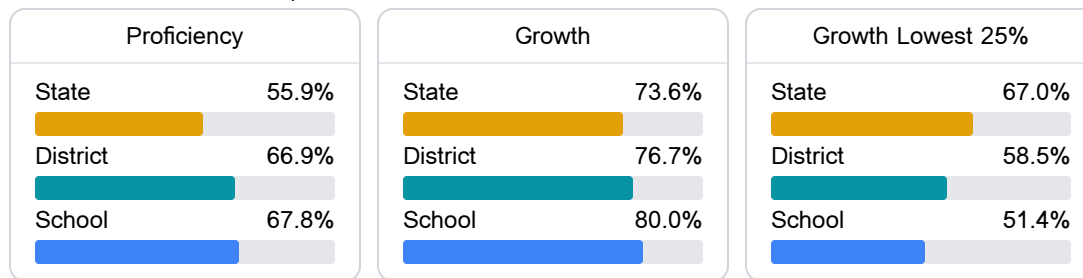 Proficiency
State 55.9%
District 66.9%
School 67.8%
Growth
State 73.6%
District 76.7%
School 80.0%
Growth Lowest 25%
State 67.0%
District 58.5%
School 51.4%